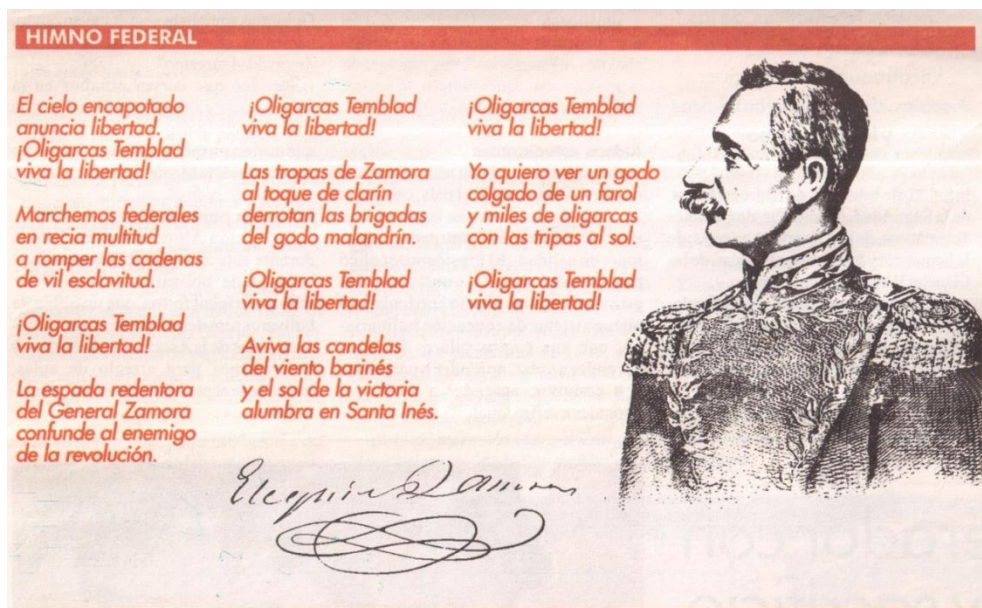 HIMNO FEDERAL
El cielo encapotado
anuncia libertad.
¡Oligarcas Temblad
viva la libertad!
Marchemos federales
en recia multitud
a romper las cadenas
de vil esclavitud.
¡Oligarcas Temblad
viva la libertad!
La espada redentora
del General Zamora
confunde al enemigo
de la revolución.
¡Oligarcas Temblad
viva la libertad!
Las tropas de Zamora
al toque de clarín
derrotan las brigadas
del godo malandrín.
¡Oligarcas Temblad
viva la libertad!
Aviva las candelas
del viento barinés
y el sol de la victoria
alumbra en Santa Inés.
¡Oligarcas Temblad
viva la libertad!
Yo quiero ver un godo
colgado de un farol
y miles de oligarcas
con las tripas al sol.
¡Oligarcas Temblad
viva la libertad!
Zamora